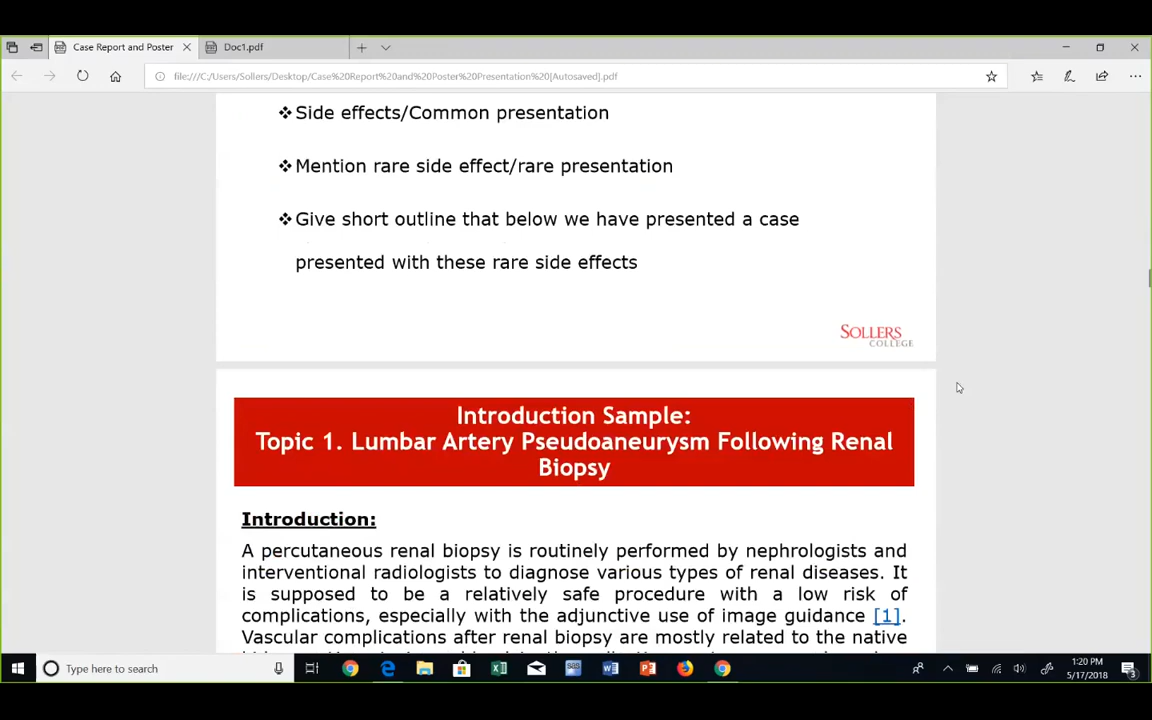 Case Report and Poster
Doc1.pdf
file:///C:/Users/Sollers/Desktop/Case%20Report%20and%20Poster%20Presentation%20[Autosaved].pdf
❖Side effects/Common presentation
❖Mention rare side effect/rare presentation
❖Give short outline that below we have presented a case
presented with these rare side effects
SOLLERS
COLLEGE
Introduction Sample:
Topic 1. Lumbar Artery Pseudoaneurysm Following Renal
Biopsy
Introduction:
A percutaneous renal biopsy is routinely performed by nephrologists and
interventional radiologists to diagnose various types of renal diseases. It
is supposed to be a relatively safe procedure with a low risk of
complications, especially with the adjunctive use of image guidance [1].
Vascular complications after renal biopsy are mostly related to the native
Type here to search
1:20 PM
5/17/2018
3